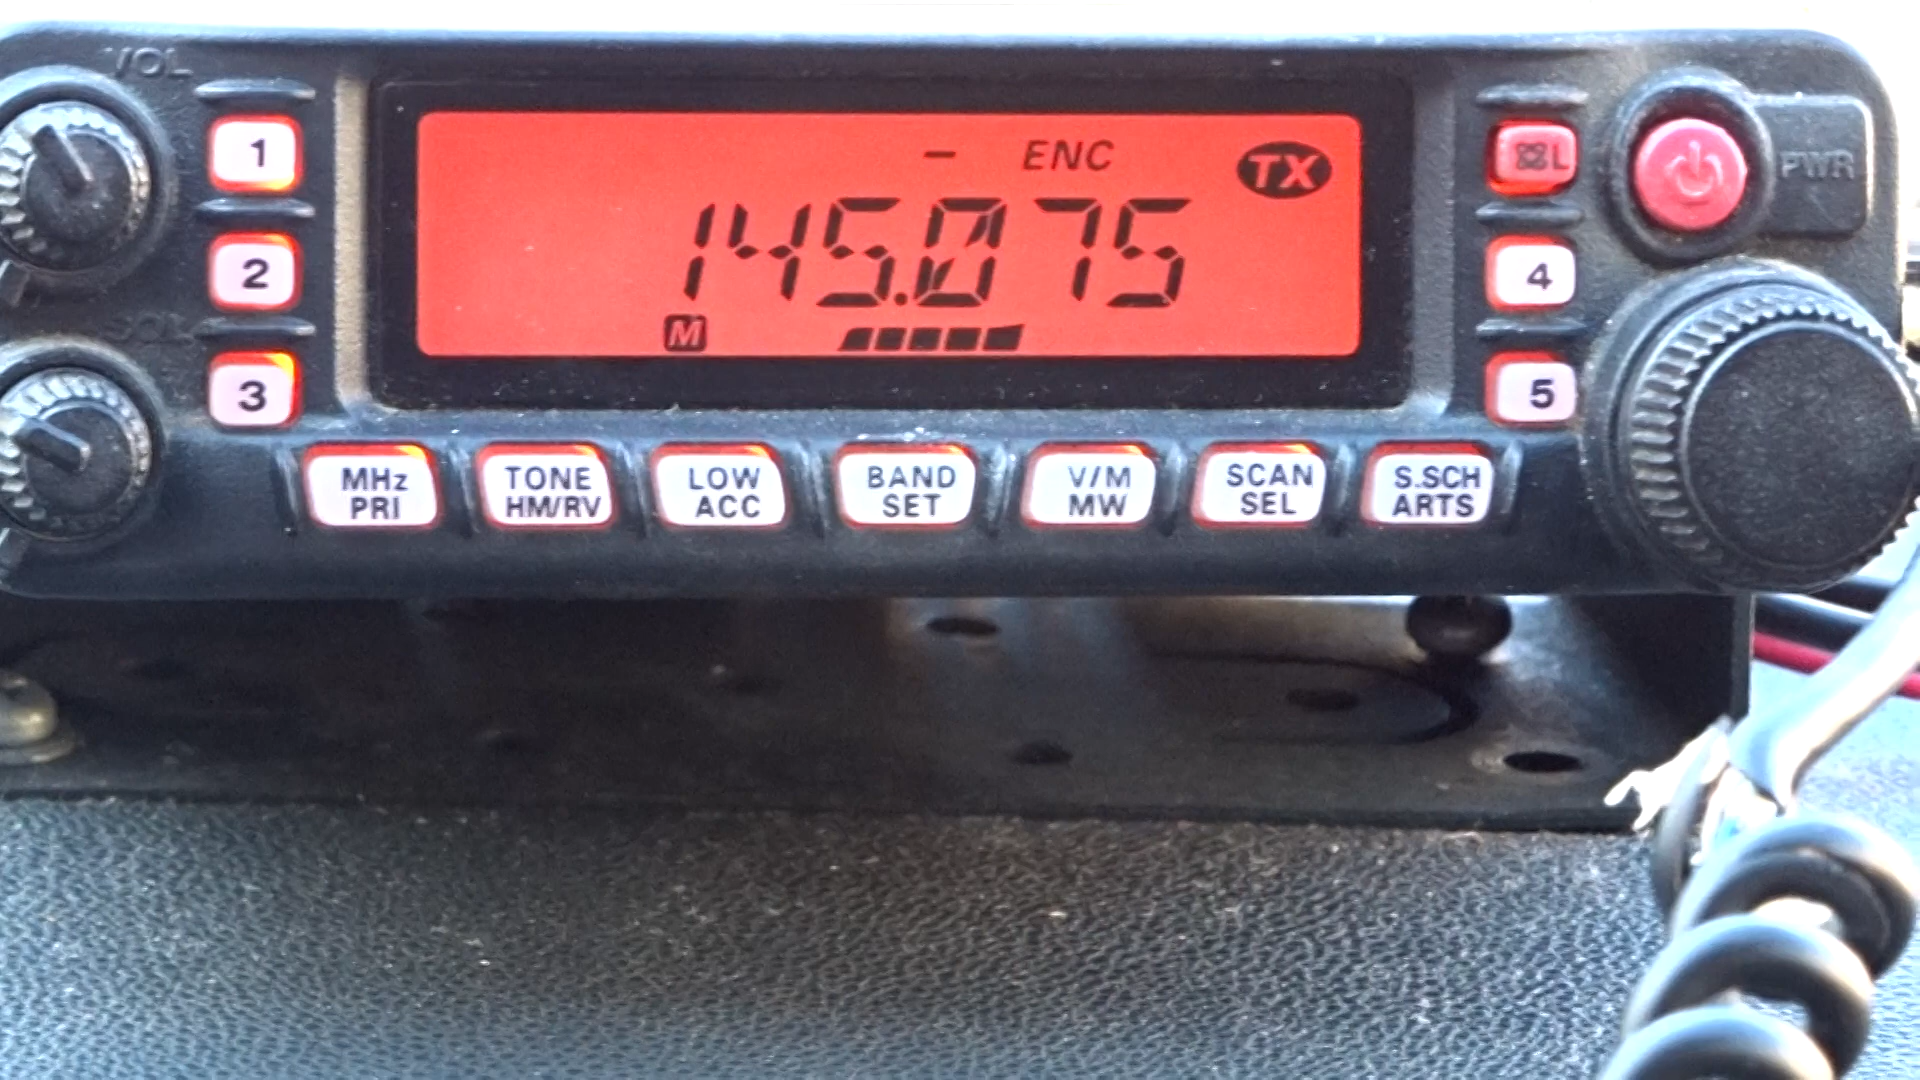 VOL
1
− ENC TX
145.075
M
2
SQL
3
L
PWR
4
5
MHz
PRI
TONE
HM/RV
LOW
ACC
BAND
SET
V/M
MW
SCAN
SEL
S.SCH
ARTS